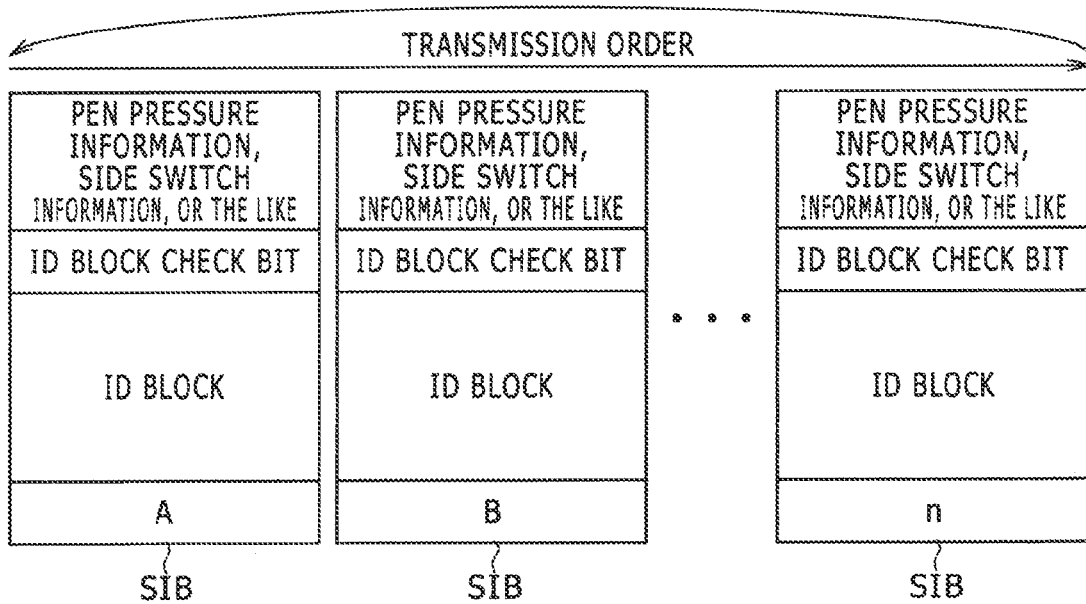 TRANSMISSION ORDER
PEN PRESSURE
INFORMATION,
SIDE SWITCH
INFORMATION, OR THE LIKE
ID BLOCK CHECK BIT
ID BLOCK
A
SIB
PEN PRESSURE
INFORMATION,
SIDE SWITCH
INFORMATION, OR THE LIKE
ID BLOCK CHECK BIT
ID BLOCK
B
SIB
• • •
PEN PRESSURE
INFORMATION,
SIDE SWITCH
INFORMATION, OR THE LIKE
ID BLOCK CHECK BIT
ID BLOCK
n
SIB